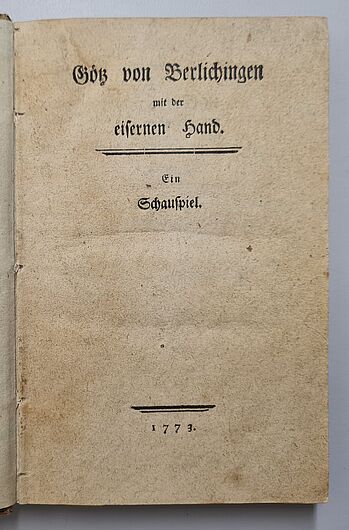 Götz von Berlichingen
mit der
eiſernen Hand.
Ein
Schauſpiel.
1773.